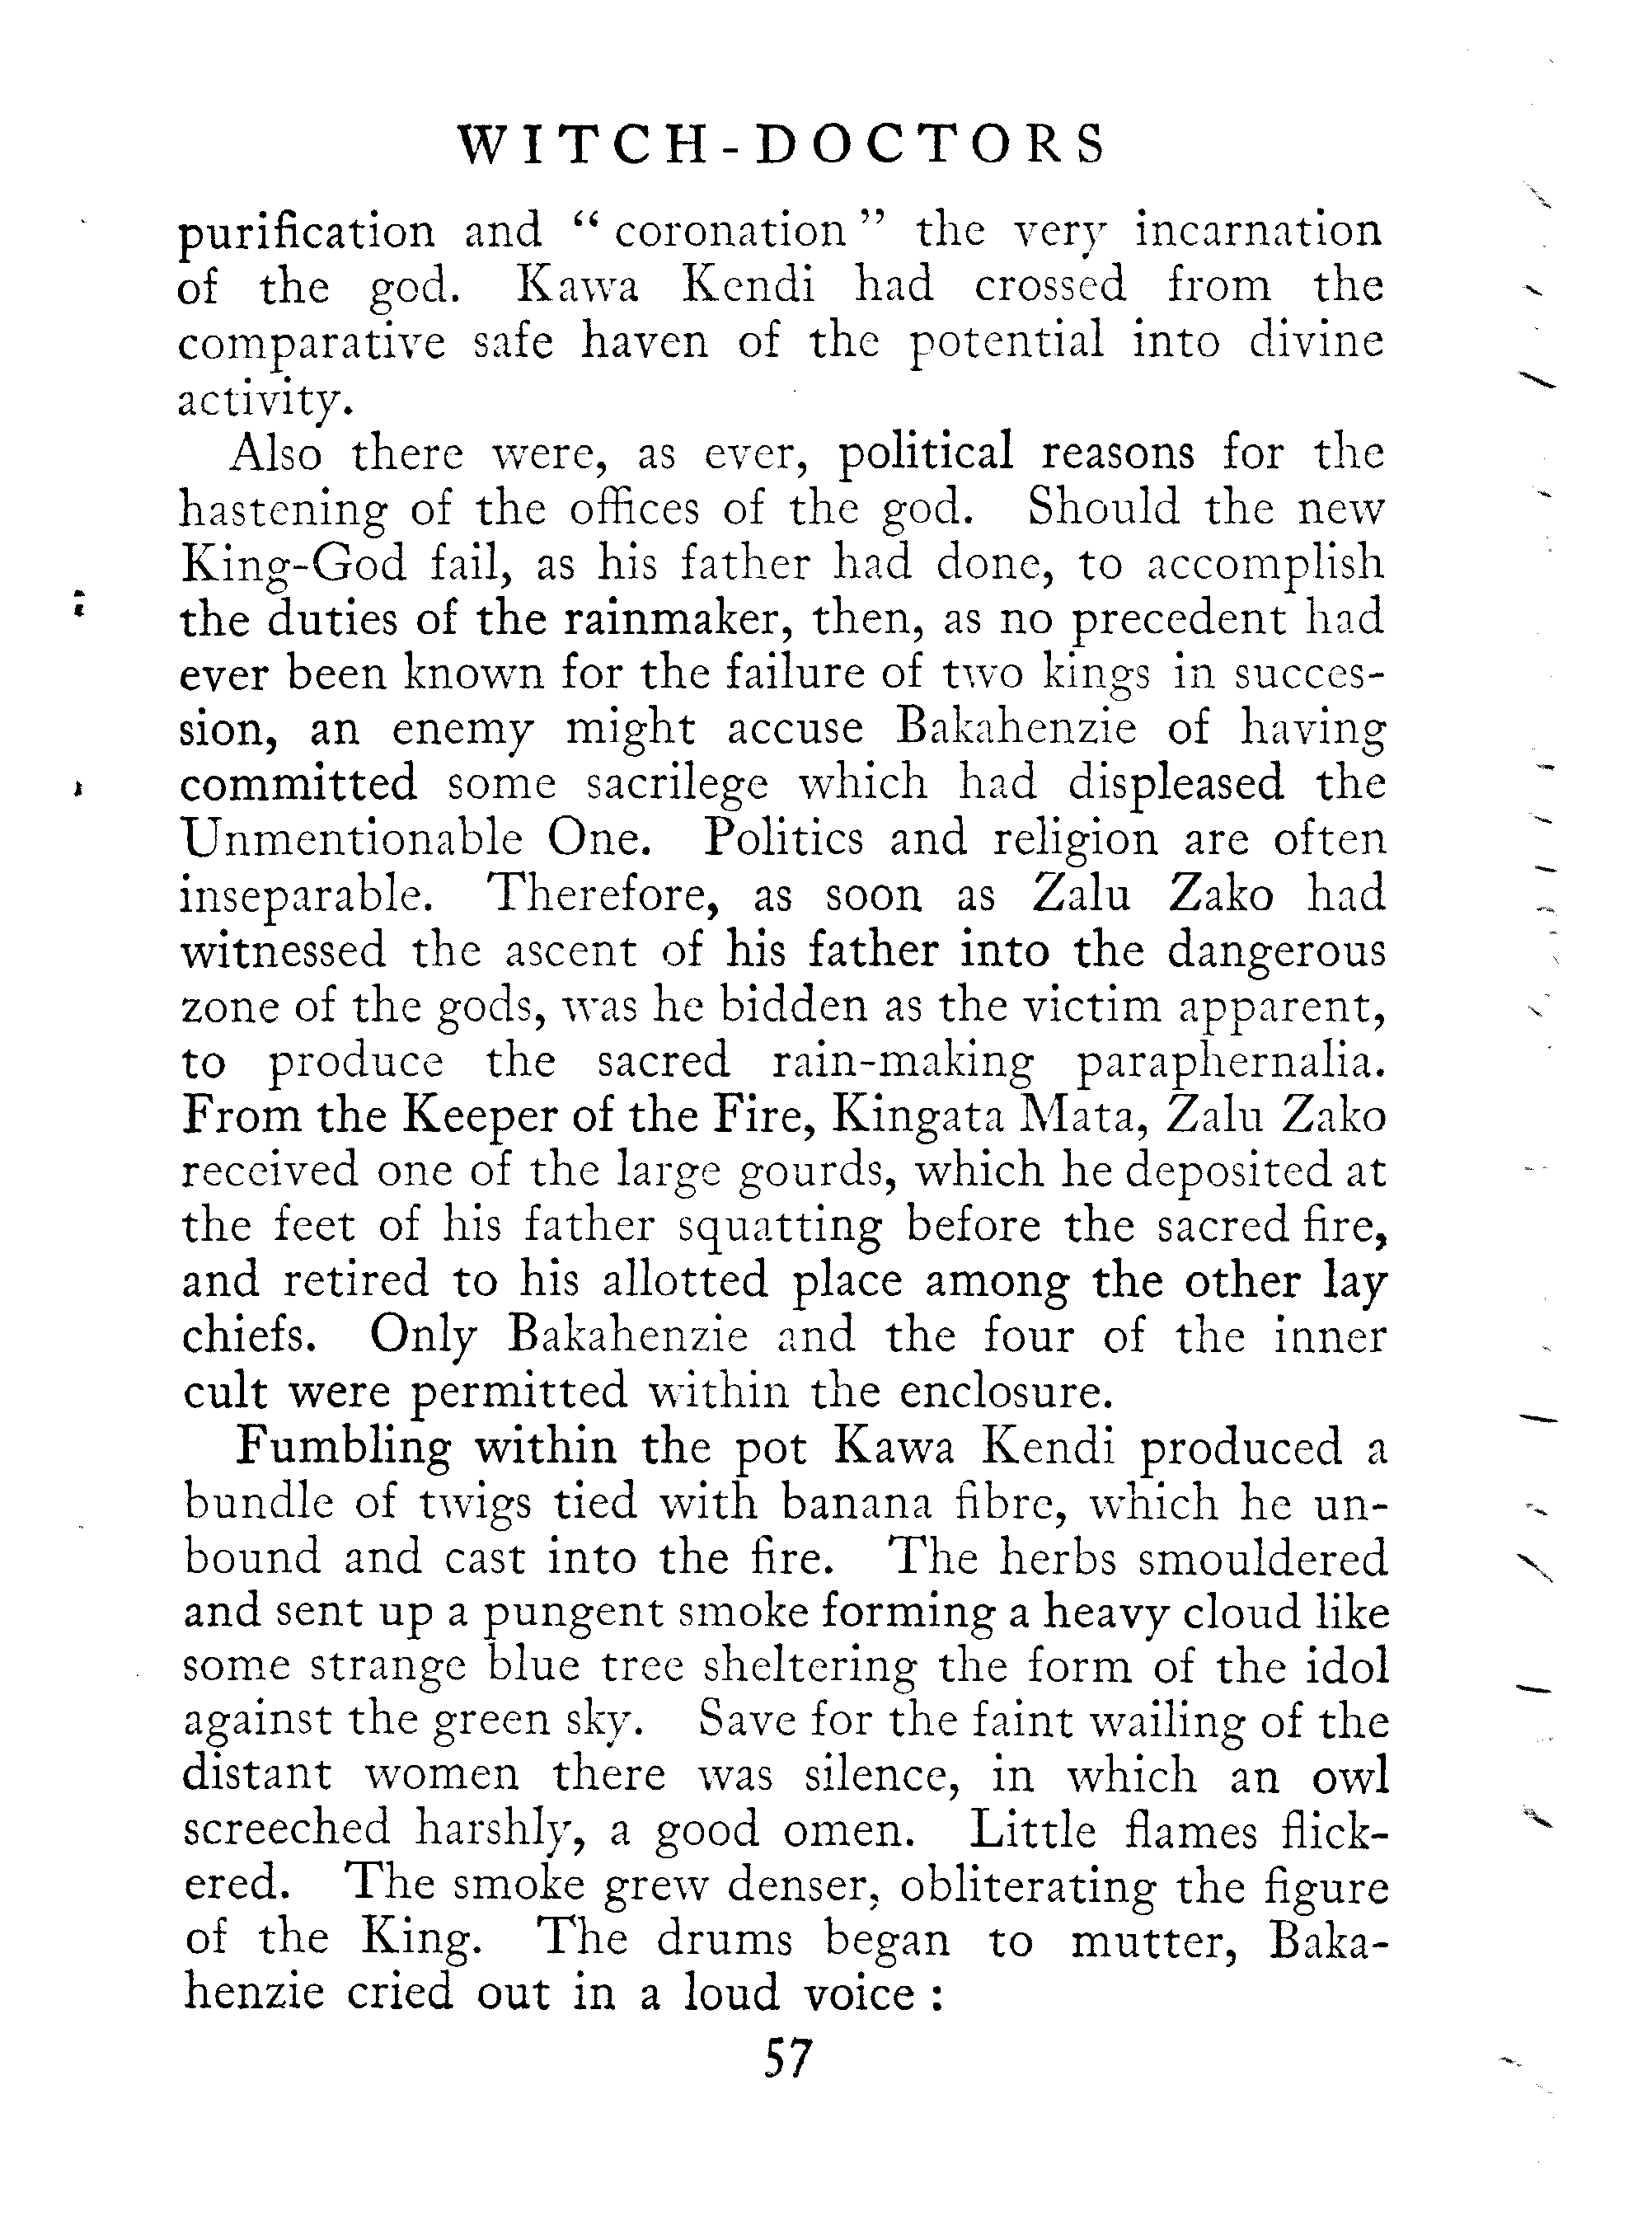 WITCH-DOCTORS
purification and “ coronation ” the very incarnation
of the god. Kawa Kendi had crossed from the
comparative safe haven of the potential into divine
activity.
Also there were, as ever, political reasons for the
hastening of the offices of the god. Should the new
King-God fail, as his father had done, to accomplish
the duties of the rainmaker, then, as no precedent had
ever been known for the failure of two kings in succes-
sion, an enemy might accuse Bakahenzie of having
committed some sacrilege which had displeased the
Unmentionable One. Politics and religion are often
inseparable. Therefore, as soon as Zalu Zako had
witnessed the ascent of his father into the dangerous
zone of the gods, was he bidden as the victim apparent,
to produce the sacred rain-making paraphernalia.
From the Keeper of the Fire, Kingata Mata, Zalu Zako
received one of the large gourds, which he deposited at
the feet of his father squatting before the sacred fire,
and retired to his allotted place among the other lay
chiefs. Only Bakahenzie and the four of the inner
cult were permitted within the enclosure.
Fumbling within the pot Kawa Kendi produced a
bundle of twigs tied with banana fibre, which he un-
bound and cast into the fire. The herbs smouldered
and sent up a pungent smoke forming a heavy cloud like
some strange blue tree sheltering the form of the idol
against the green sky. Save for the faint wailing of the
distant women there was silence, in which an owl
screeched harshly, a good omen. Little flames flick-
ered. The smoke grew denser, obliterating the figure
of the King. The drums began to mutter, Baka-
henzie cried out in a loud voice :
57